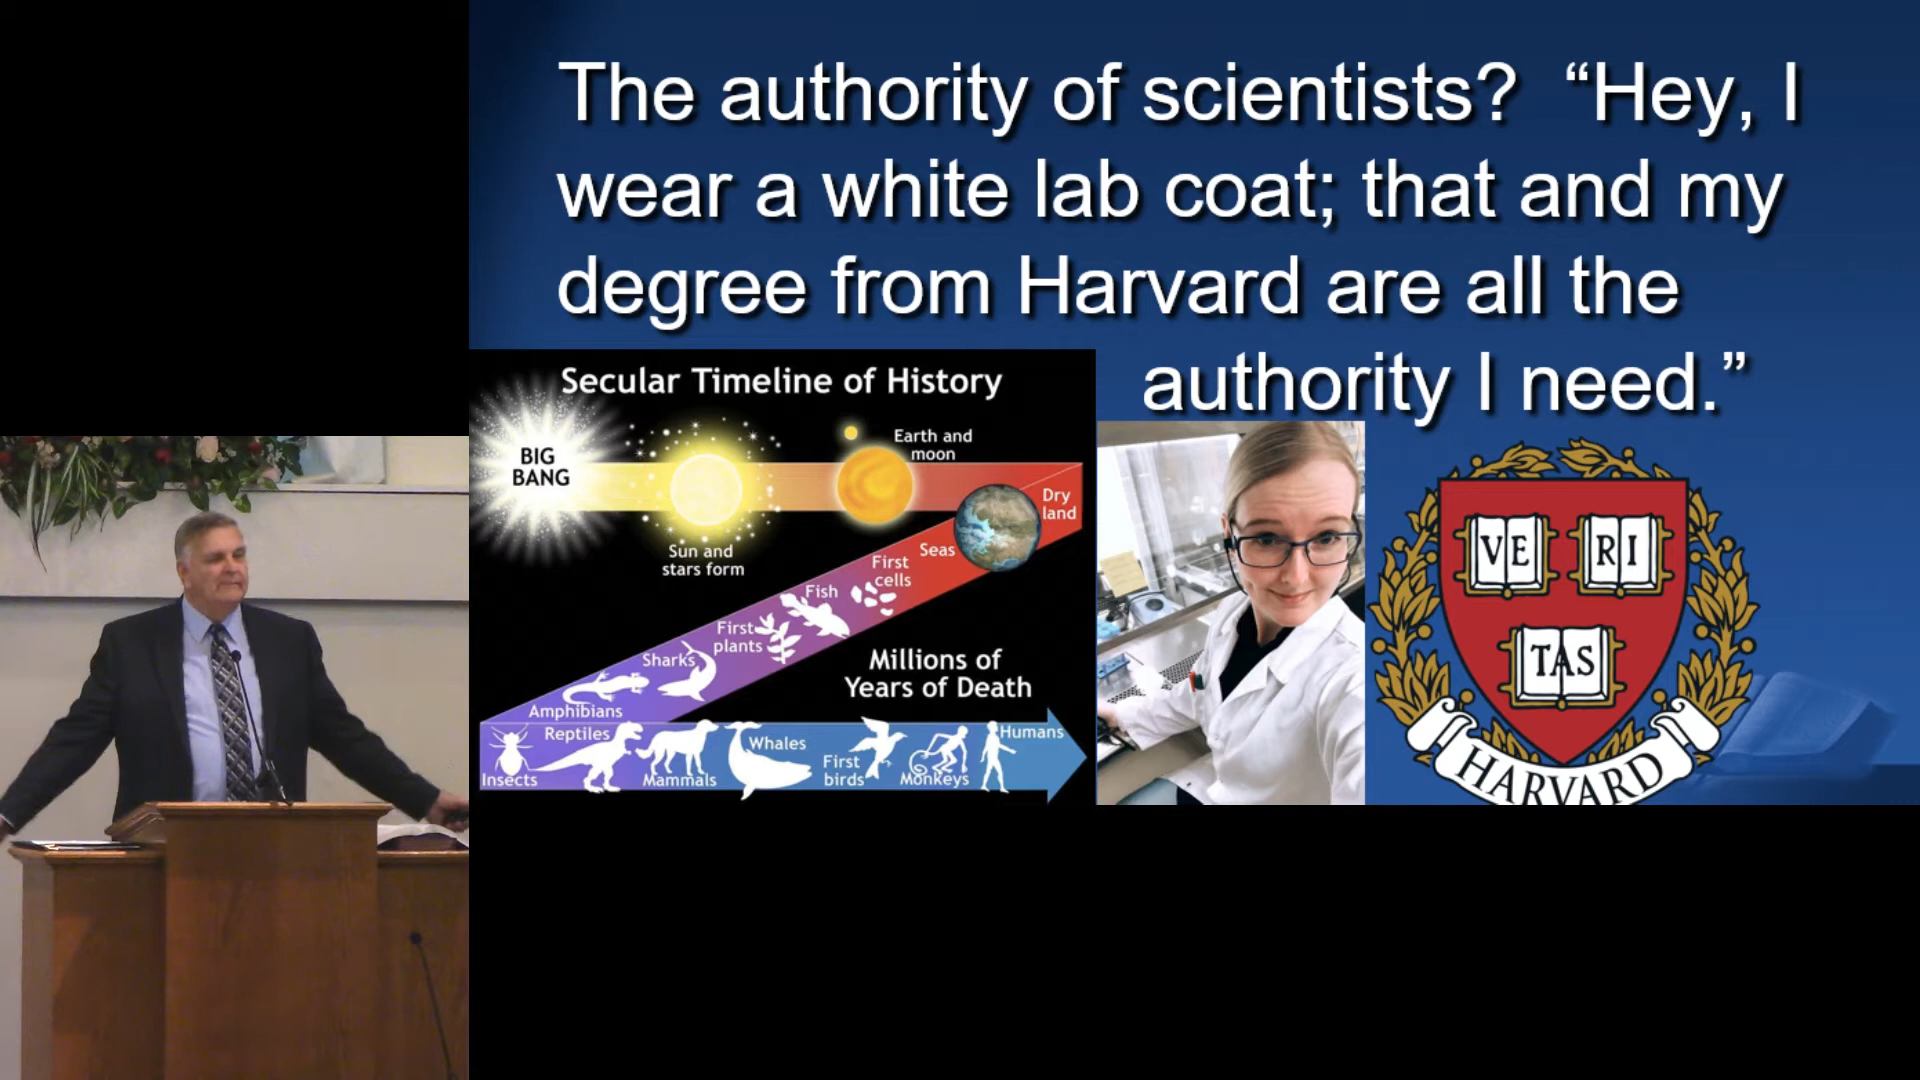 The authority of scientists? “Hey, I
wear a white lab coat; that and my
degree from Harvard are all the
authority I need.”
Secular Timeline of History
BIG
BANG
Sun and
stars form
Earth and
moon
Dry
land
Seas
First
cells
Fish
First
plants
Sharks
Amphibians
Millions of
Years of Death
Insects
Reptiles
Mammals
Whales
First
birds
Monkeys
Humans
VE
RI
TAS
HARVARD